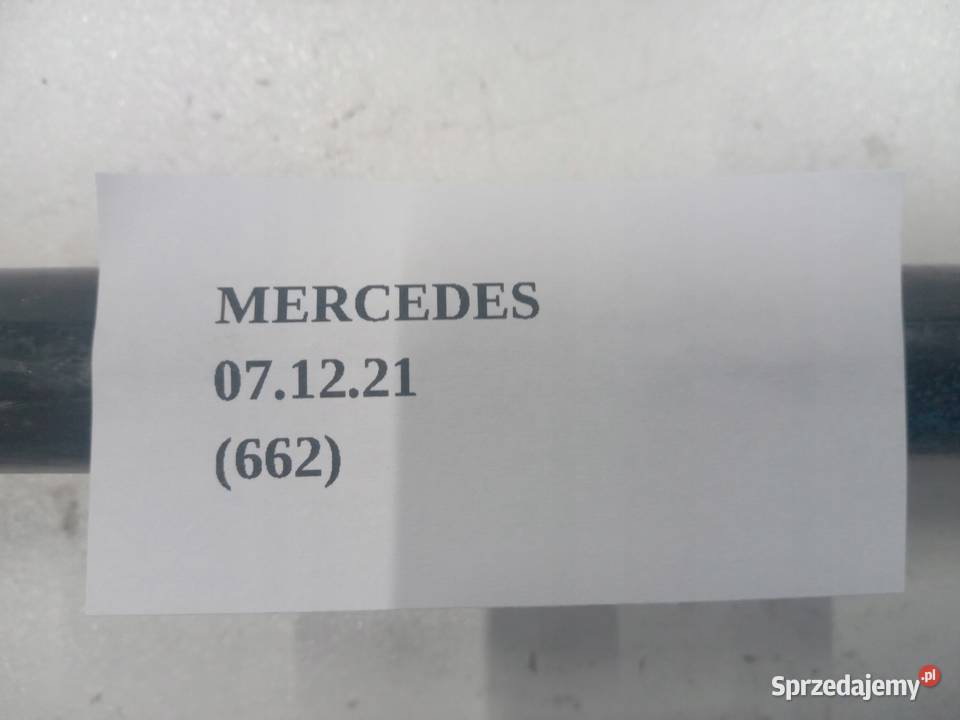 MERCEDES
07.12.21
(662)
Sprzedajemy.pl